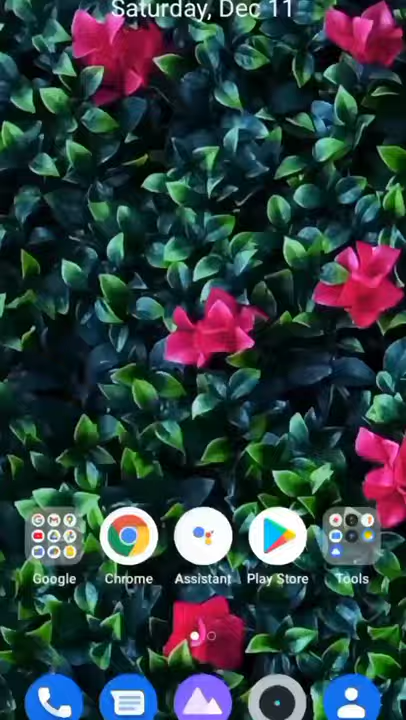 Saturday, Dec 11
Google
Chrome
Assistant
Play Store
Tools